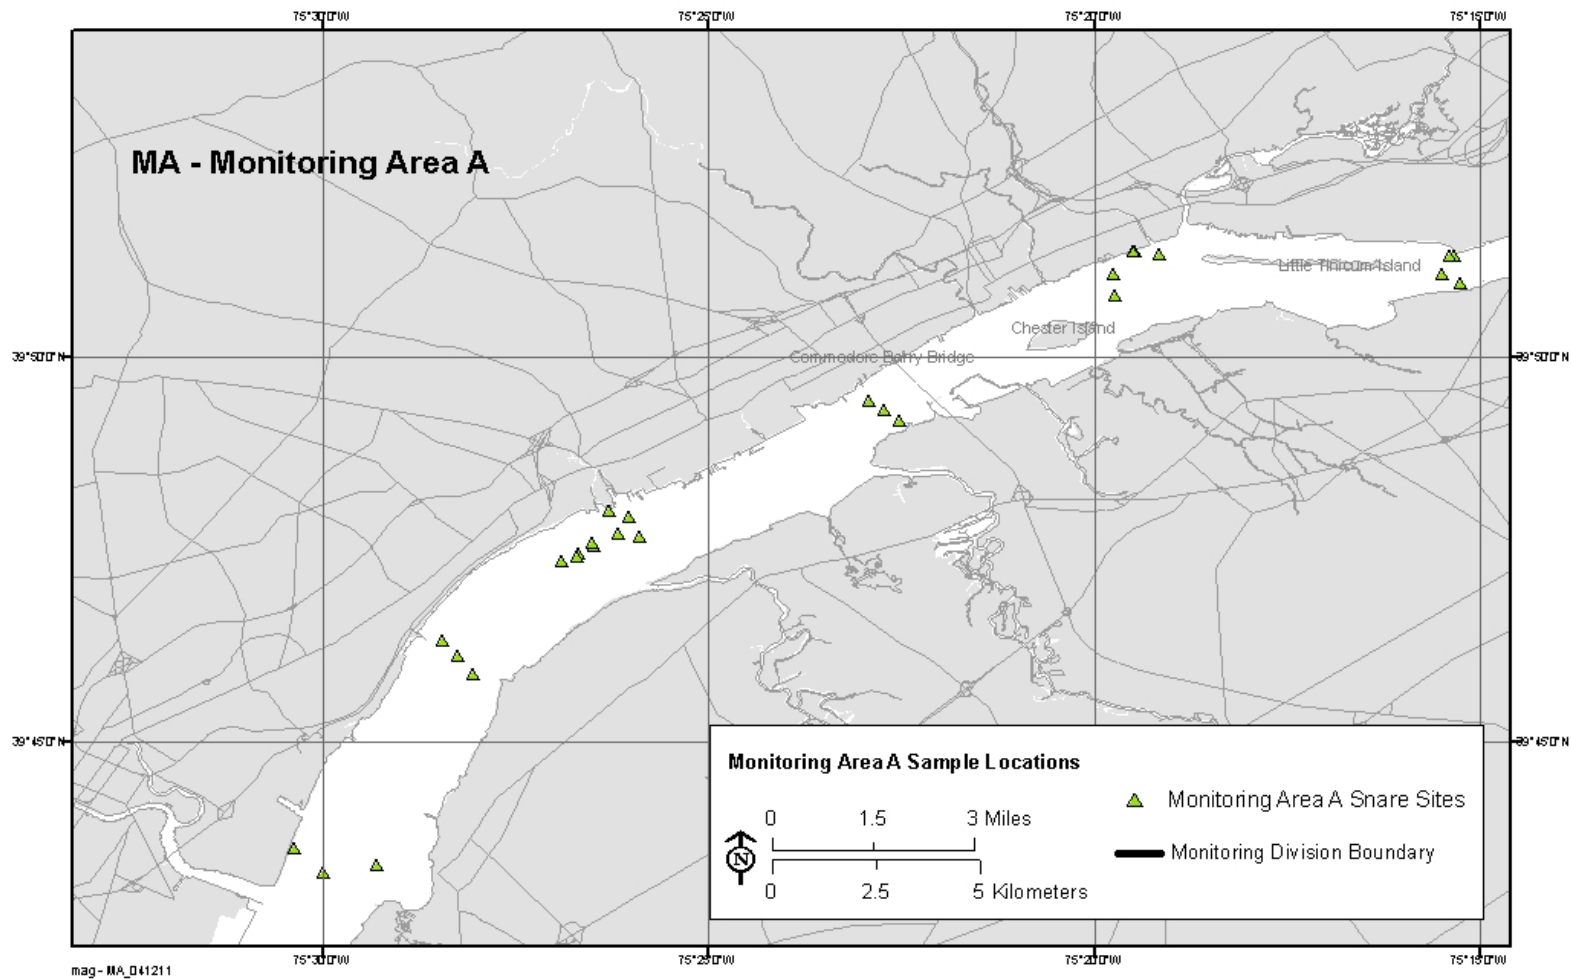 75°30'0"W 75°25'0"W 75°20'0"W 75°15'0"W
MA - Monitoring Area A
Little Tinicum Island
Chester Island
Commodore Barry Bridge
39°50'0"N 39°50'0"N
39°45'0"N 39°45'0"N
Monitoring Area A Sample Locations
Monitoring Area A Snare Sites
0 1.5 3 Miles
Monitoring Division Boundary
N
0 2.5 5 Kilometers
75°30'0"W 75°25'0"W 75°20'0"W 75°15'0"W
mag - MA_041211